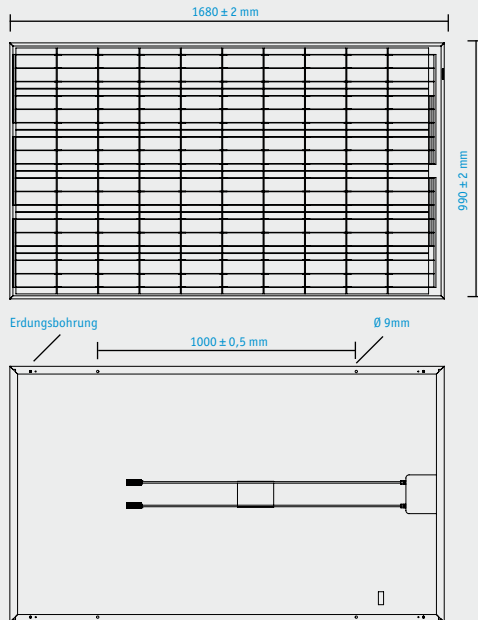 1680 ± 2 mm
990 ± 2 mm
Erdungsbohrung
Ø 9mm
1000 ± 0,5 mm